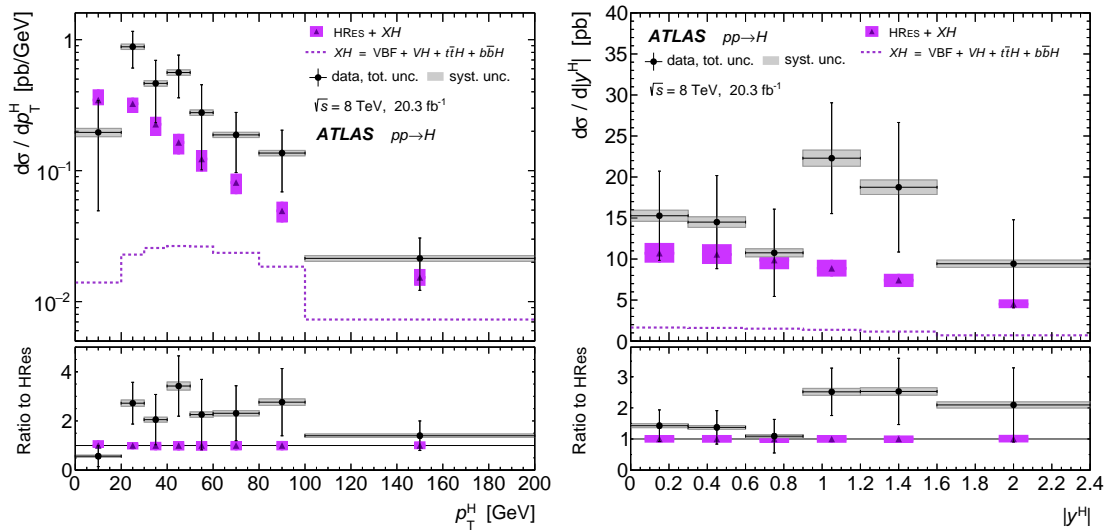 dσ / dp_T^H [pb/GeV]
1
10⁻¹
10⁻²
HRES + XH
XH = VBF + VH + tt̄H + bb̄H
data, tot. unc. syst. unc.
√s = 8 TeV, 20.3 fb⁻¹
ATLAS pp→H
Ratio to HRes
4
2
0
0 20 40 60 80 100 120 140 160 180 200
p_T^H [GeV]
dσ / d|y^H| [pb]
40
35
30
25
20
15
10
5
0
ATLAS pp→H
HRES + XH
XH = VBF + VH + tt̄H + bb̄H
data, tot. unc. syst. unc.
√s = 8 TeV, 20.3 fb⁻¹
Ratio to HRes
3
2
1
0
0 0.2 0.4 0.6 0.8 1 1.2 1.4 1.6 1.8 2 2.2 2.4
|y^H|